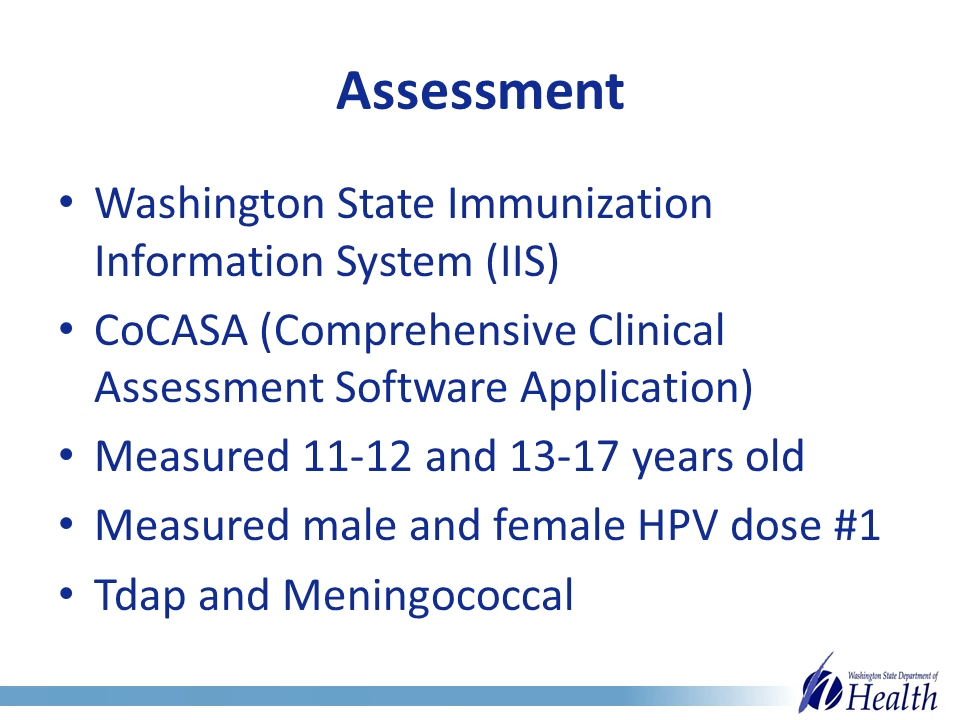 Assessment
• Washington State Immunization
Information System (IIS)
• CoCASA (Comprehensive Clinical
Assessment Software Application)
• Measured 11-12 and 13-17 years old
• Measured male and female HPV dose #1
• Tdap and Meningococcal
Washington State Department of
Health